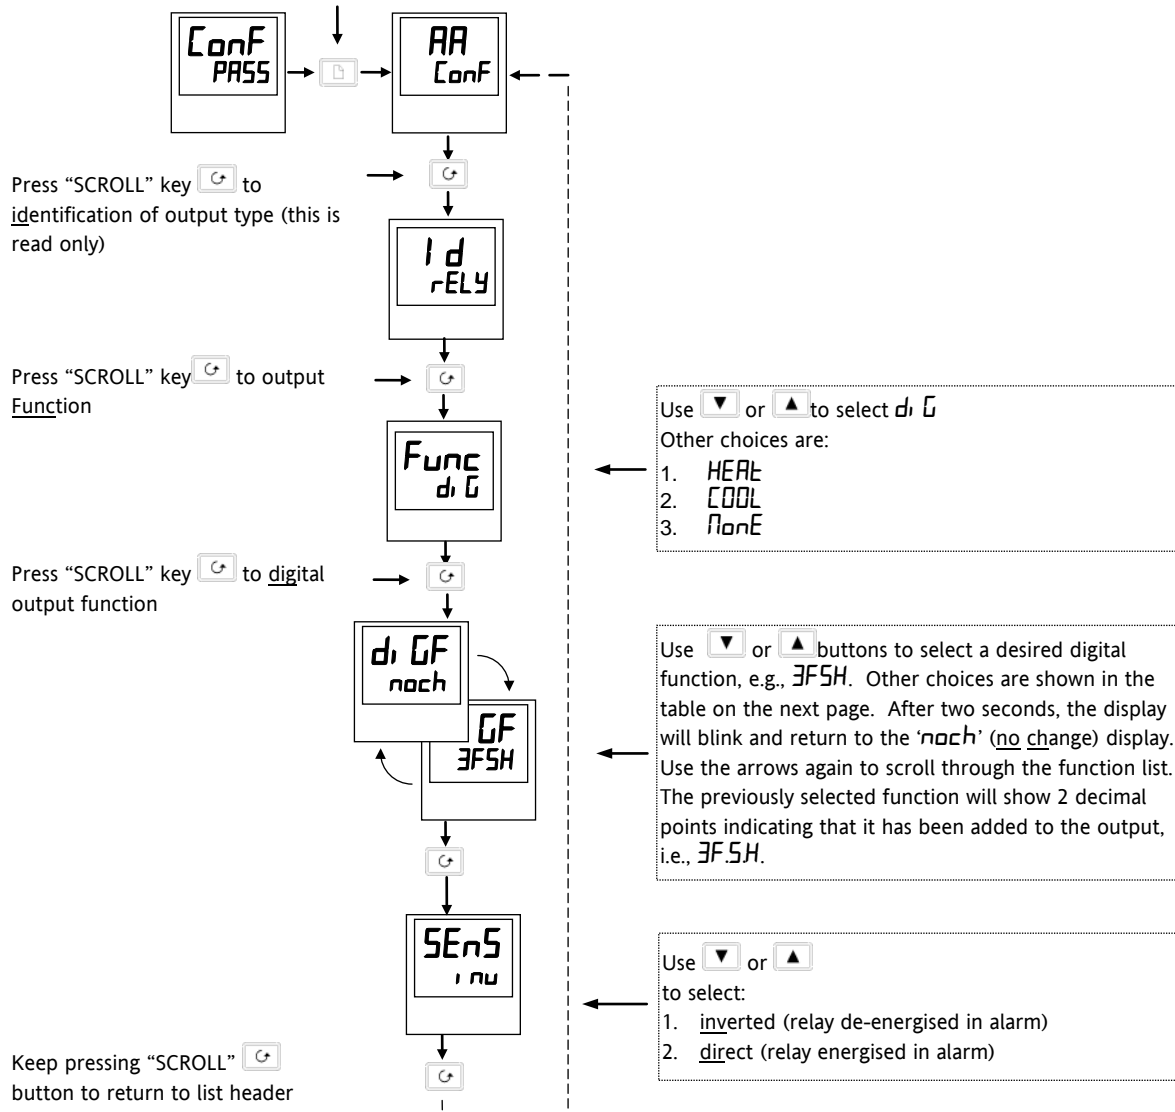 ConF
PASS
AA
ConF
Press “SCROLL” key to
identification of output type (this is
read only)
Id
rELY
Press “SCROLL” key to output
Function
Func
diG
Use or to select diG
Other choices are:
1. HEAt
2. COOL
3. NonE
Press “SCROLL” key to digital
output function
diGF
noch
GF
3FSH
Use or buttons to select a desired digital
function, e.g., 3FSH. Other choices are shown in the
table on the next page. After two seconds, the display
will blink and return to the ‘noch’ (no change) display.
Use the arrows again to scroll through the function list.
The previously selected function will show 2 decimal
points indicating that it has been added to the output,
i.e., 3F.S.H.
SEnS
inv
Use or
to select:
1. inverted (relay de-energised in alarm)
2. direct (relay energised in alarm)
Keep pressing “SCROLL”
button to return to list header